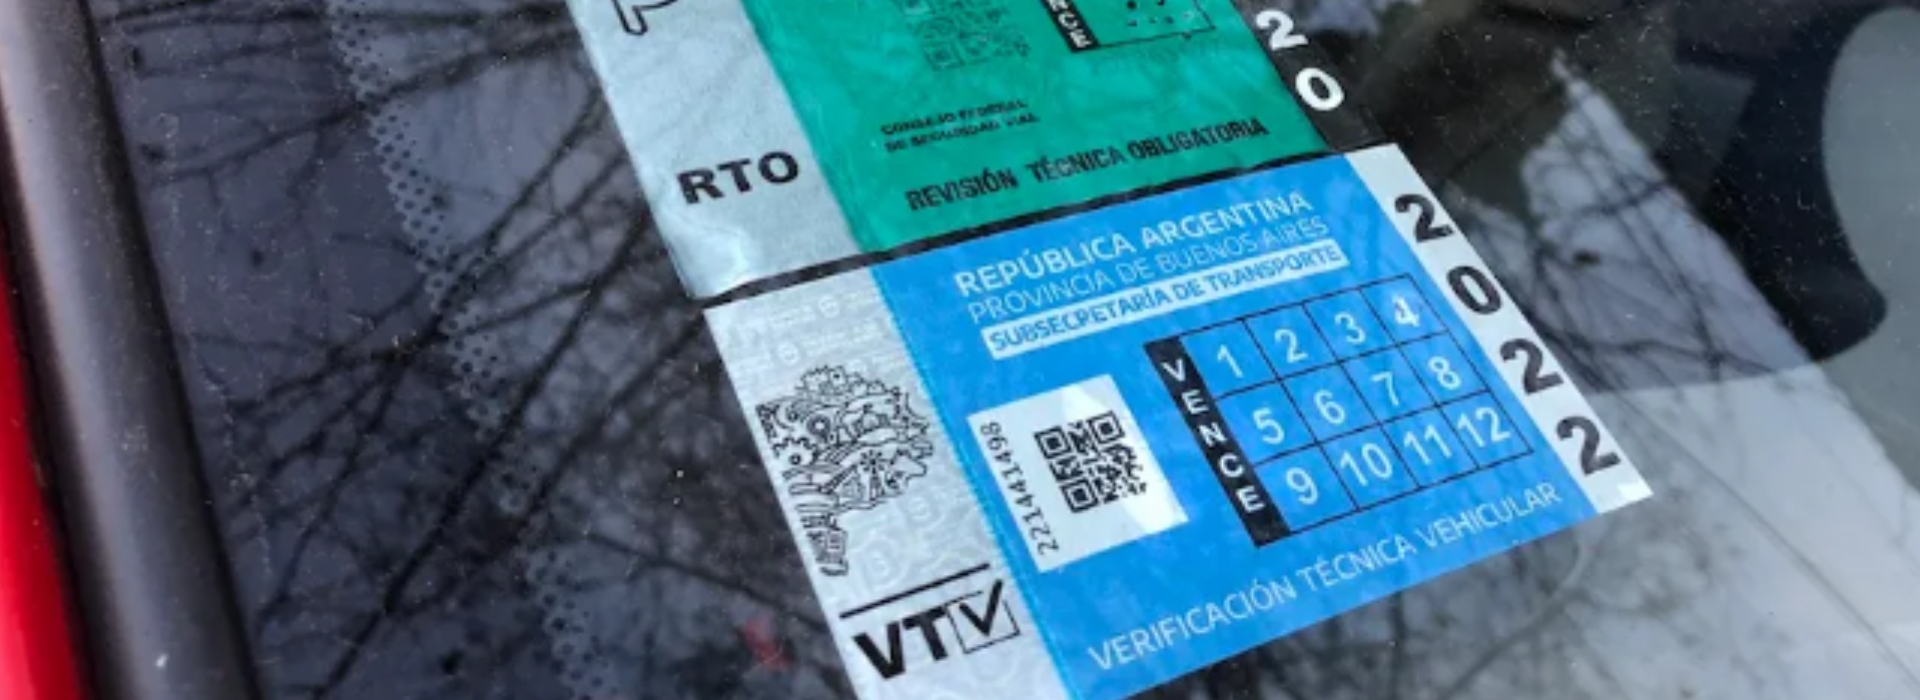 RTO
CONSEJO FEDERAL
DE SEGURIDAD VIAL
REVISIÓN TÉCNICA OBLIGATORIA
20
REPÚBLICA ARGENTINA
PROVINCIA DE BUENOS AIRES
SUBSECRETARÍA DE TRANSPORTE
VENCE
1 2 3 4
5 6 7 8
9 10 11 12
2022
221441498
VERIFICACIÓN TÉCNICA VEHICULAR
VTV